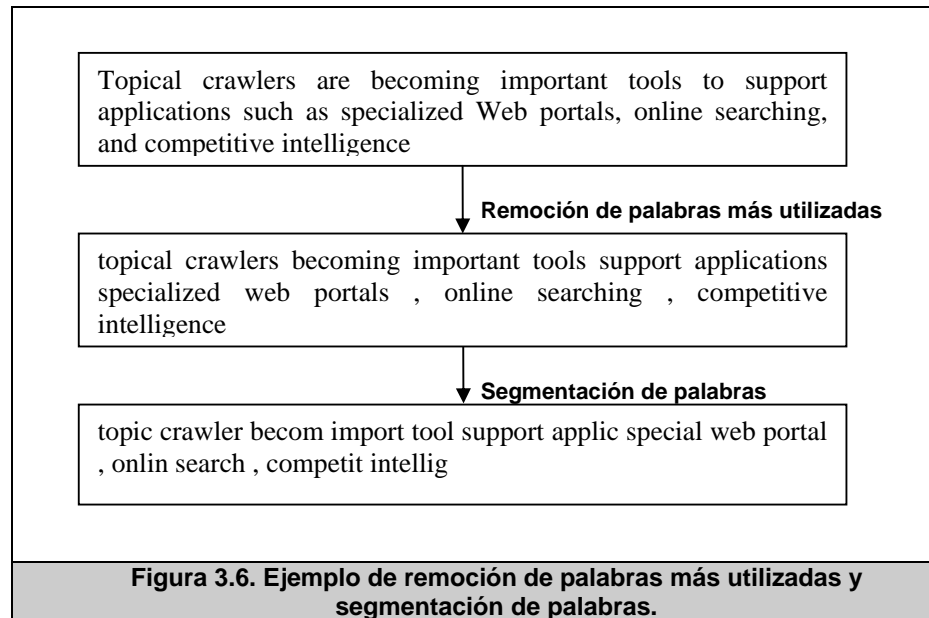 Topical crawlers are becoming important tools to support
applications such as specialized Web portals, online searching,
and competitive intelligence
Remoción de palabras más utilizadas
topical crawlers becoming important tools support applications
specialized web portals , online searching , competitive
intelligence
Segmentación de palabras
topic crawler becom import tool support applic special web portal
, onlin search , competit intellig
Figura 3.6. Ejemplo de remoción de palabras más utilizadas y
segmentación de palabras.